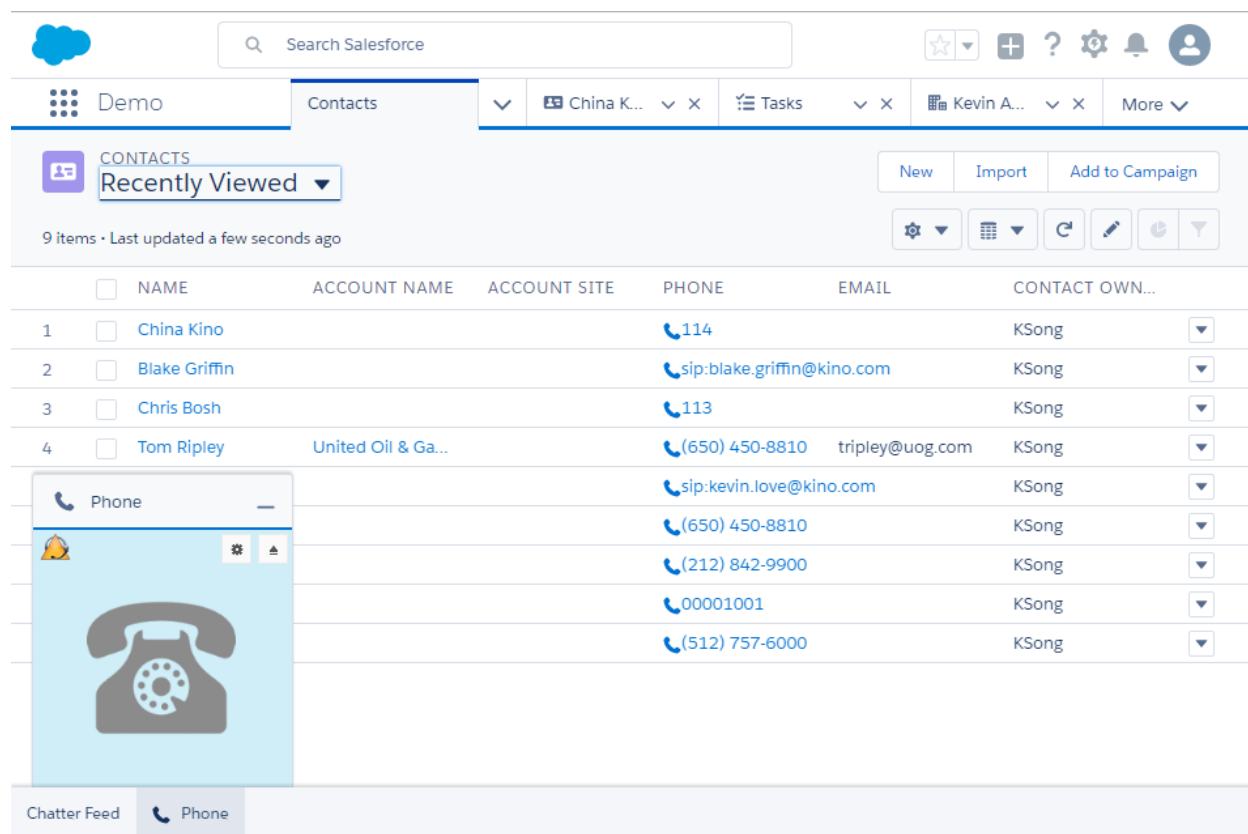 Search Salesforce
Demo Contacts China K... Tasks Kevin A... More
CONTACTS
Recently Viewed
New Import Add to Campaign
9 items • Last updated a few seconds ago
NAME ACCOUNT NAME ACCOUNT SITE PHONE EMAIL CONTACT OWN...
1 China Kino 114 KSong
2 Blake Griffin sip:blake.griffin@kino.com KSong
3 Chris Bosh 113 KSong
4 Tom Ripley United Oil & Ga... (650) 450-8810 tripley@uog.com KSong
sip:kevin.love@kino.com KSong
Phone
(650) 450-8810 KSong
(212) 842-9900 KSong
00001001 KSong
(512) 757-6000 KSong
Chatter Feed Phone